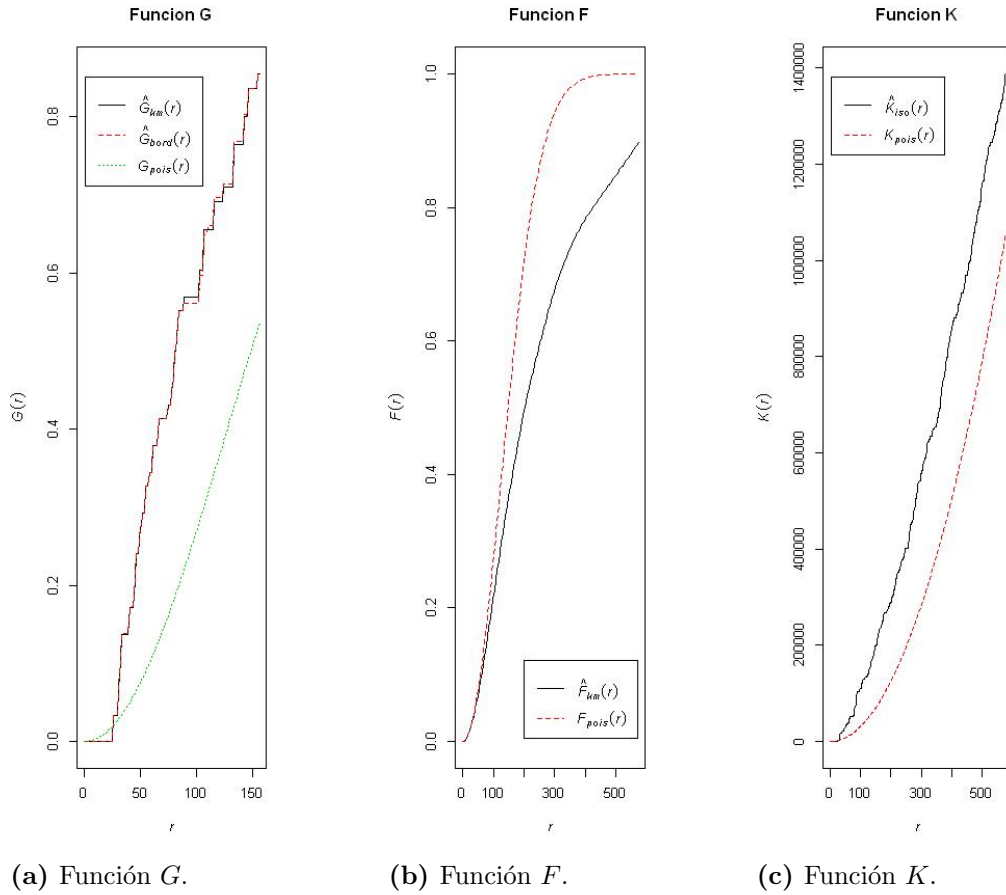 Funcion G
Ĝkm(r)
Ĝbord(r)
Gpois(r)
0.8
0.6
0.4
0.2
0.0
G(r)
0 50 100 150
r
Funcion F
1.0
0.8
0.6
0.4
0.2
0.0
F(r)
F̂km(r)
Fpois(r)
0 100 300 500
r
Funcion K
K̂iso(r)
Kpois(r)
1400000
1200000
1000000
800000
600000
400000
200000
0
K(r)
0 100 300 500
r
(a) Función G.
(b) Función F.
(c) Función K.